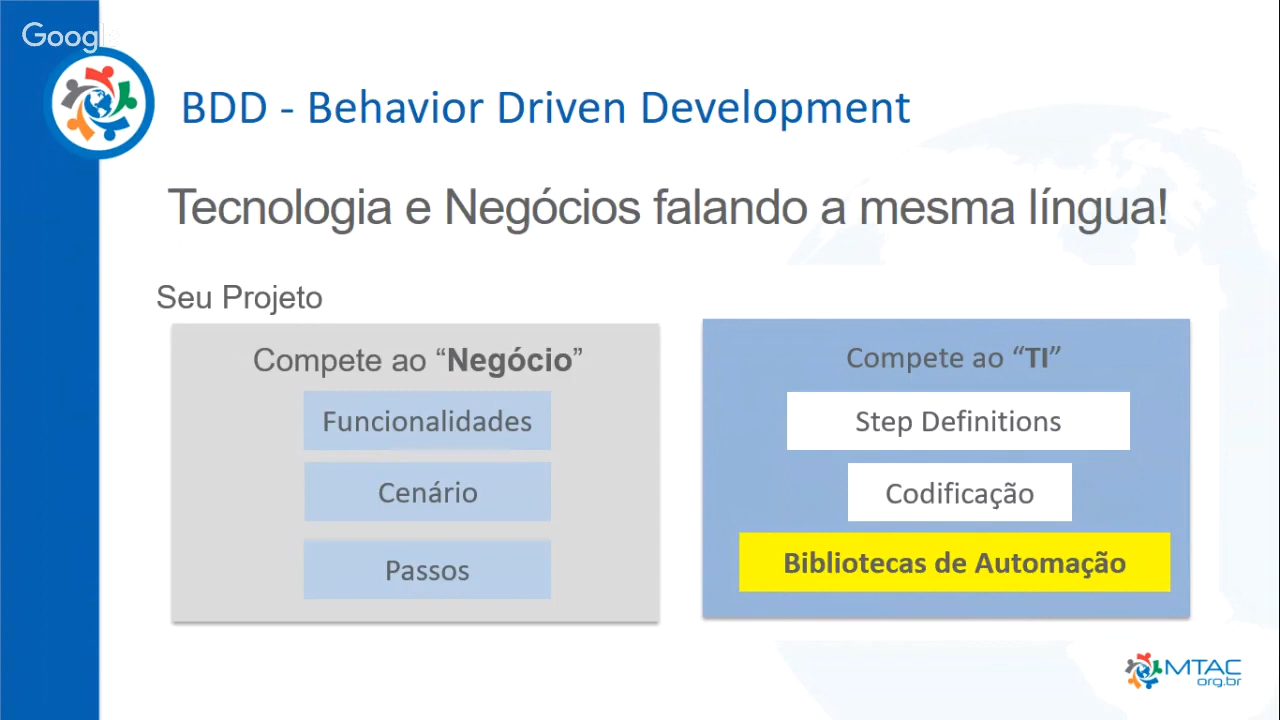 Google
BDD - Behavior Driven Development
Tecnologia e Negócios falando a mesma língua!
Seu Projeto
Compete ao “Negócio”
Funcionalidades
Cenário
Passos
Compete ao “TI”
Step Definitions
Codificação
Bibliotecas de Automação
MTAC
org.br